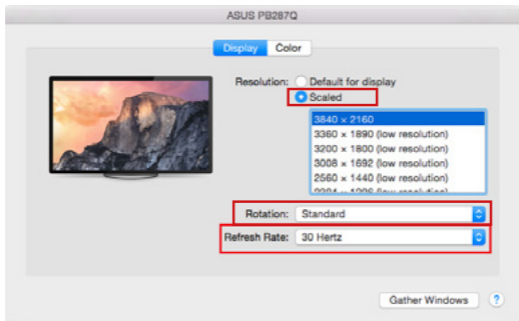 ASUS PB287Q
Display Color
Resolution: Default for display
Scaled
3840 × 2160
3360 × 1890 (low resolution)
3200 × 1800 (low resolution)
3008 × 1692 (low resolution)
2560 × 1440 (low resolution)
Rotation: Standard
Refresh Rate: 30 Hertz
Gather Windows ?